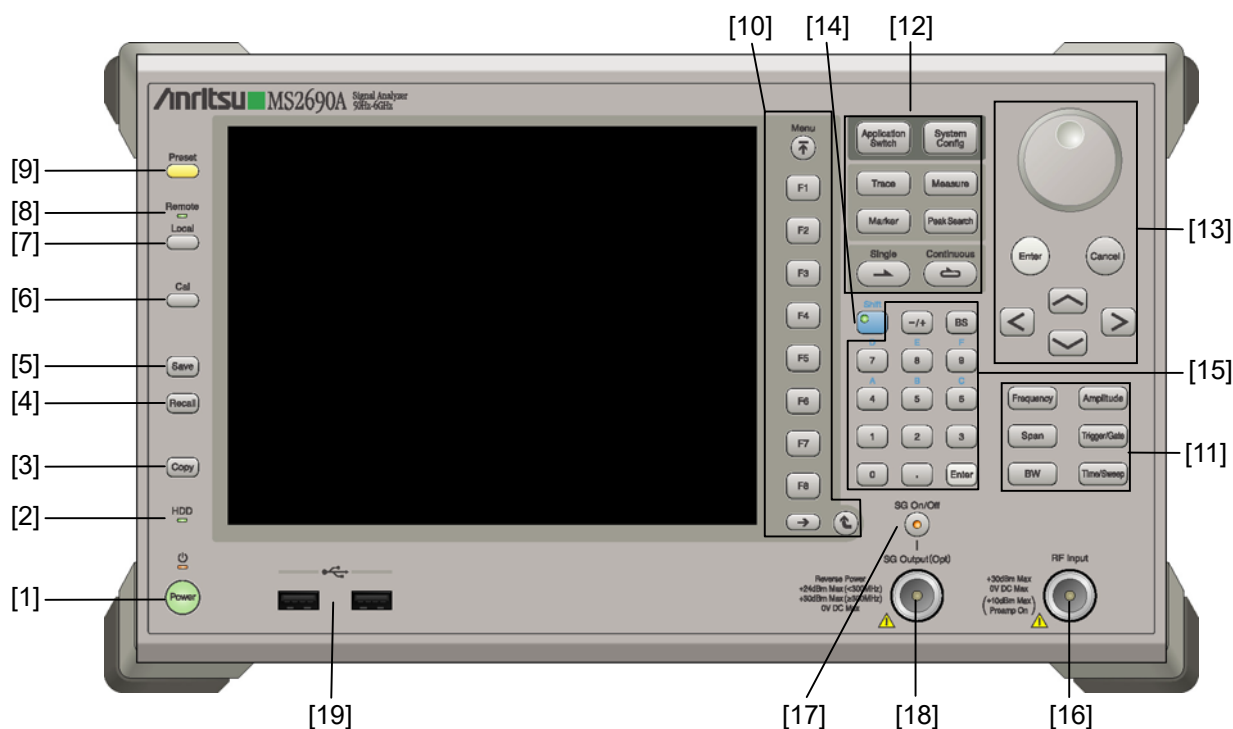 [10] [14] [12]
Anritsu MS2690A Signal Analyzer
50Hz-6GHz
Menu
Application
Switch
System
Config
[9] Preset
F1
Trace Measure
[8] Remote
[7] Local
F2
Marker Peak Search
[13]
Single Continuous
Enter Cancel
F3
[6] Cal
Shift
F4
-/+ BS
D E F
[5] Save
F5
7 8 9
[15]
A B C
[4] Recall
F6
4 5 6
Frequency Amplitude
F7
1 2 3
Span Trigger/Gate
[11]
[3] Copy
F8
0 . Enter
BW Time/Sweep
[2] HDD
SG On/Off
SG Output(Opt)
RF Input
[1] Power
Reverse Power
+24dBm Max (<300MHz)
+30dBm Max (≥300MHz)
0V DC Max
+30dBm Max
0V DC Max
(+10dBm Max)
Preamp On
[19] [17] [18] [16]